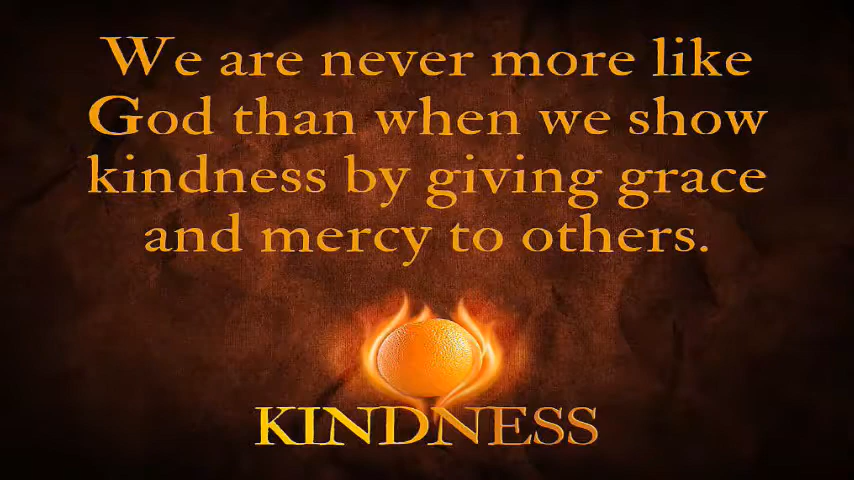 We are never more like
God than when we show
kindness by giving grace
and mercy to others.
KINDNESS